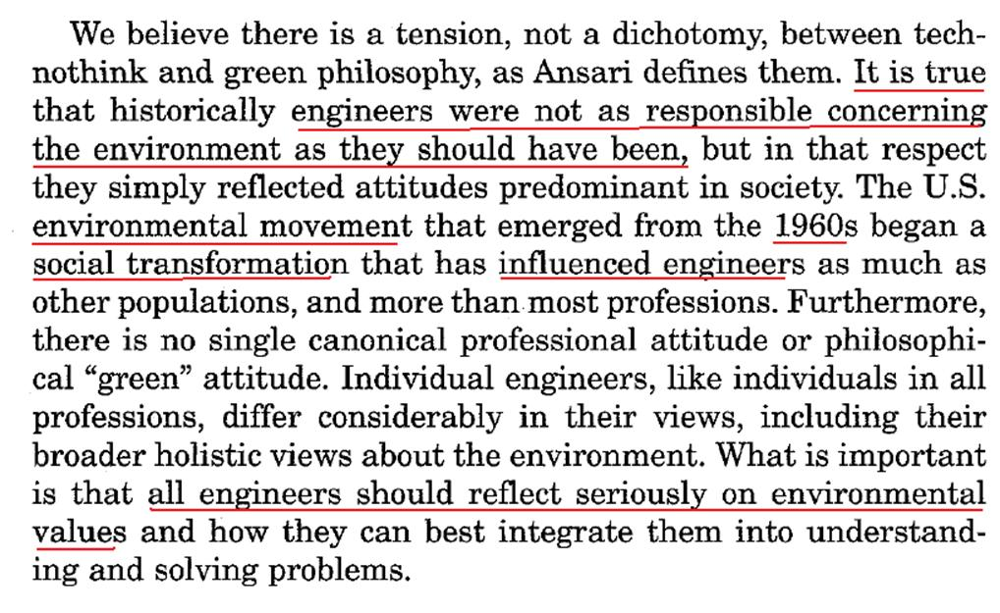 We believe there is a tension, not a dichotomy, between tech-
nothink and green philosophy, as Ansari defines them. It is true
that historically engineers were not as responsible concerning
the environment as they should have been, but in that respect
they simply reflected attitudes predominant in society. The U.S.
environmental movement that emerged from the 1960s began a
social transformation that has influenced engineers as much as
other populations, and more than most professions. Furthermore,
there is no single canonical professional attitude or philosophi-
cal “green” attitude. Individual engineers, like individuals in all
professions, differ considerably in their views, including their
broader holistic views about the environment. What is important
is that all engineers should reflect seriously on environmental
values and how they can best integrate them into understand-
ing and solving problems.